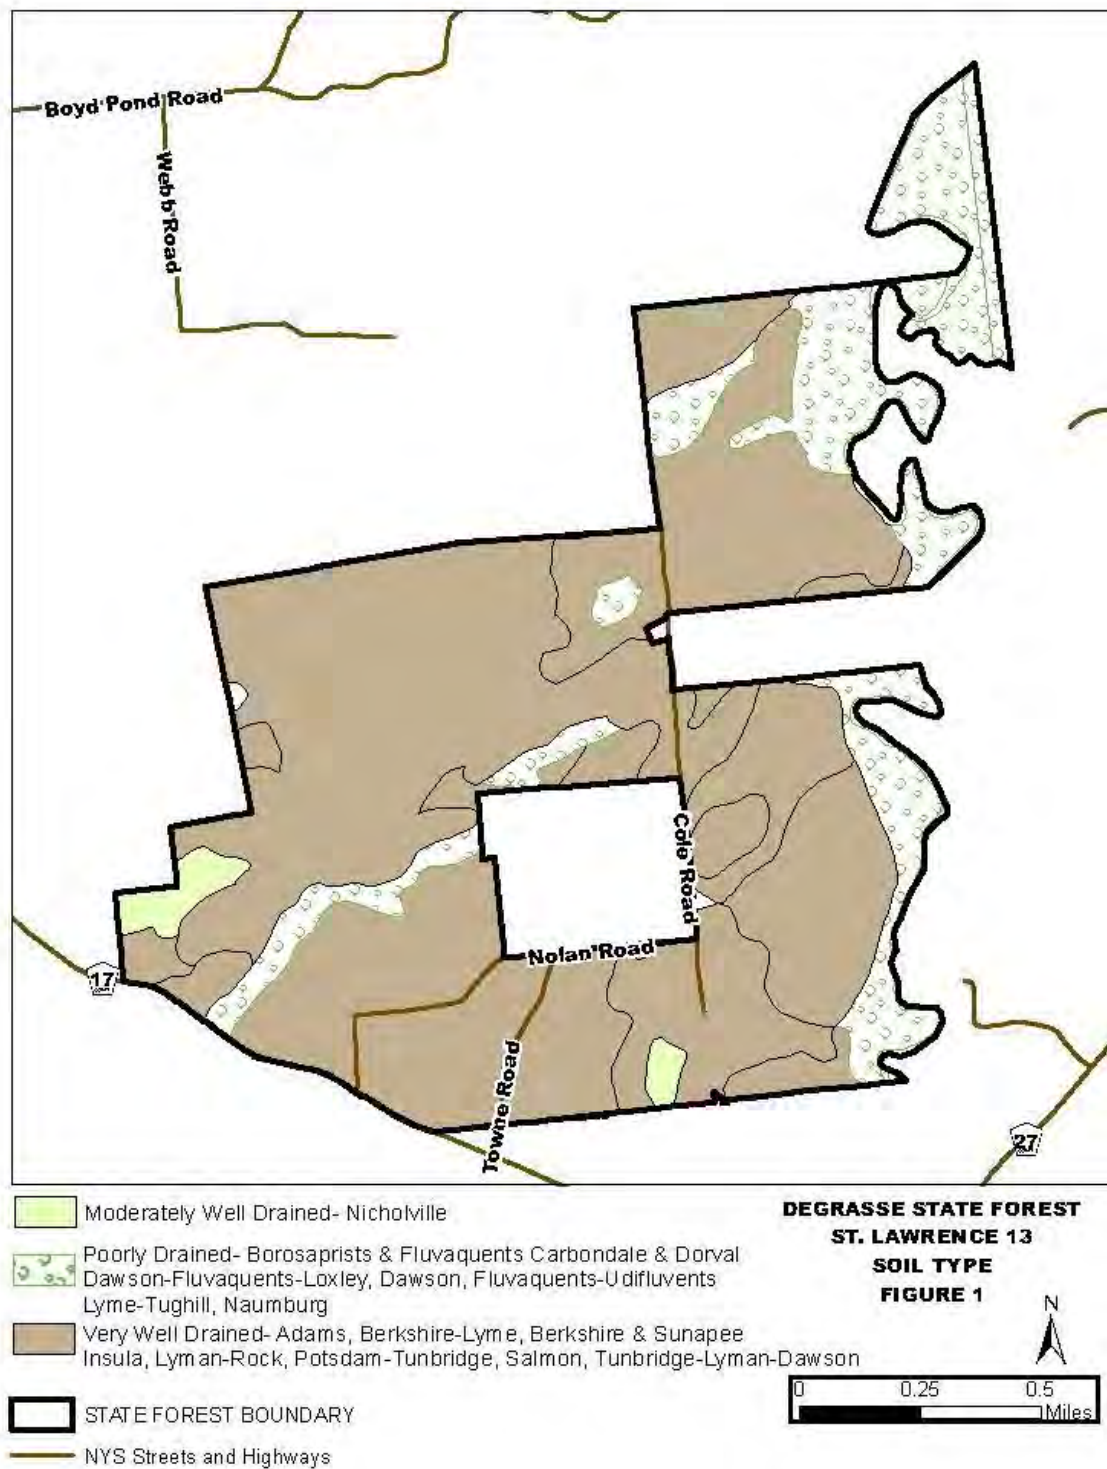 Boyd Pond Road
Webb Road
Cole Road
Nolan Road
17
Towne Road
27
Moderately Well Drained- Nicholville
Poorly Drained- Borosaprists & Fluvaquents Carbondale & Dorval
Dawson-Fluvaquents-Loxley, Dawson, Fluvaquents-Udifluvents
Lyme-Tughill, Naumburg
Very Well Drained- Adams, Berkshire-Lyme, Berkshire & Sunapee
Insula, Lyman-Rock, Potsdam-Tunbridge, Salmon, Tunbridge-Lyman-Dawson
STATE FOREST BOUNDARY
NYS Streets and Highways
DEGRASSE STATE FOREST
ST. LAWRENCE 13
SOIL TYPE
FIGURE 1
N
0 0.25 0.5
Miles